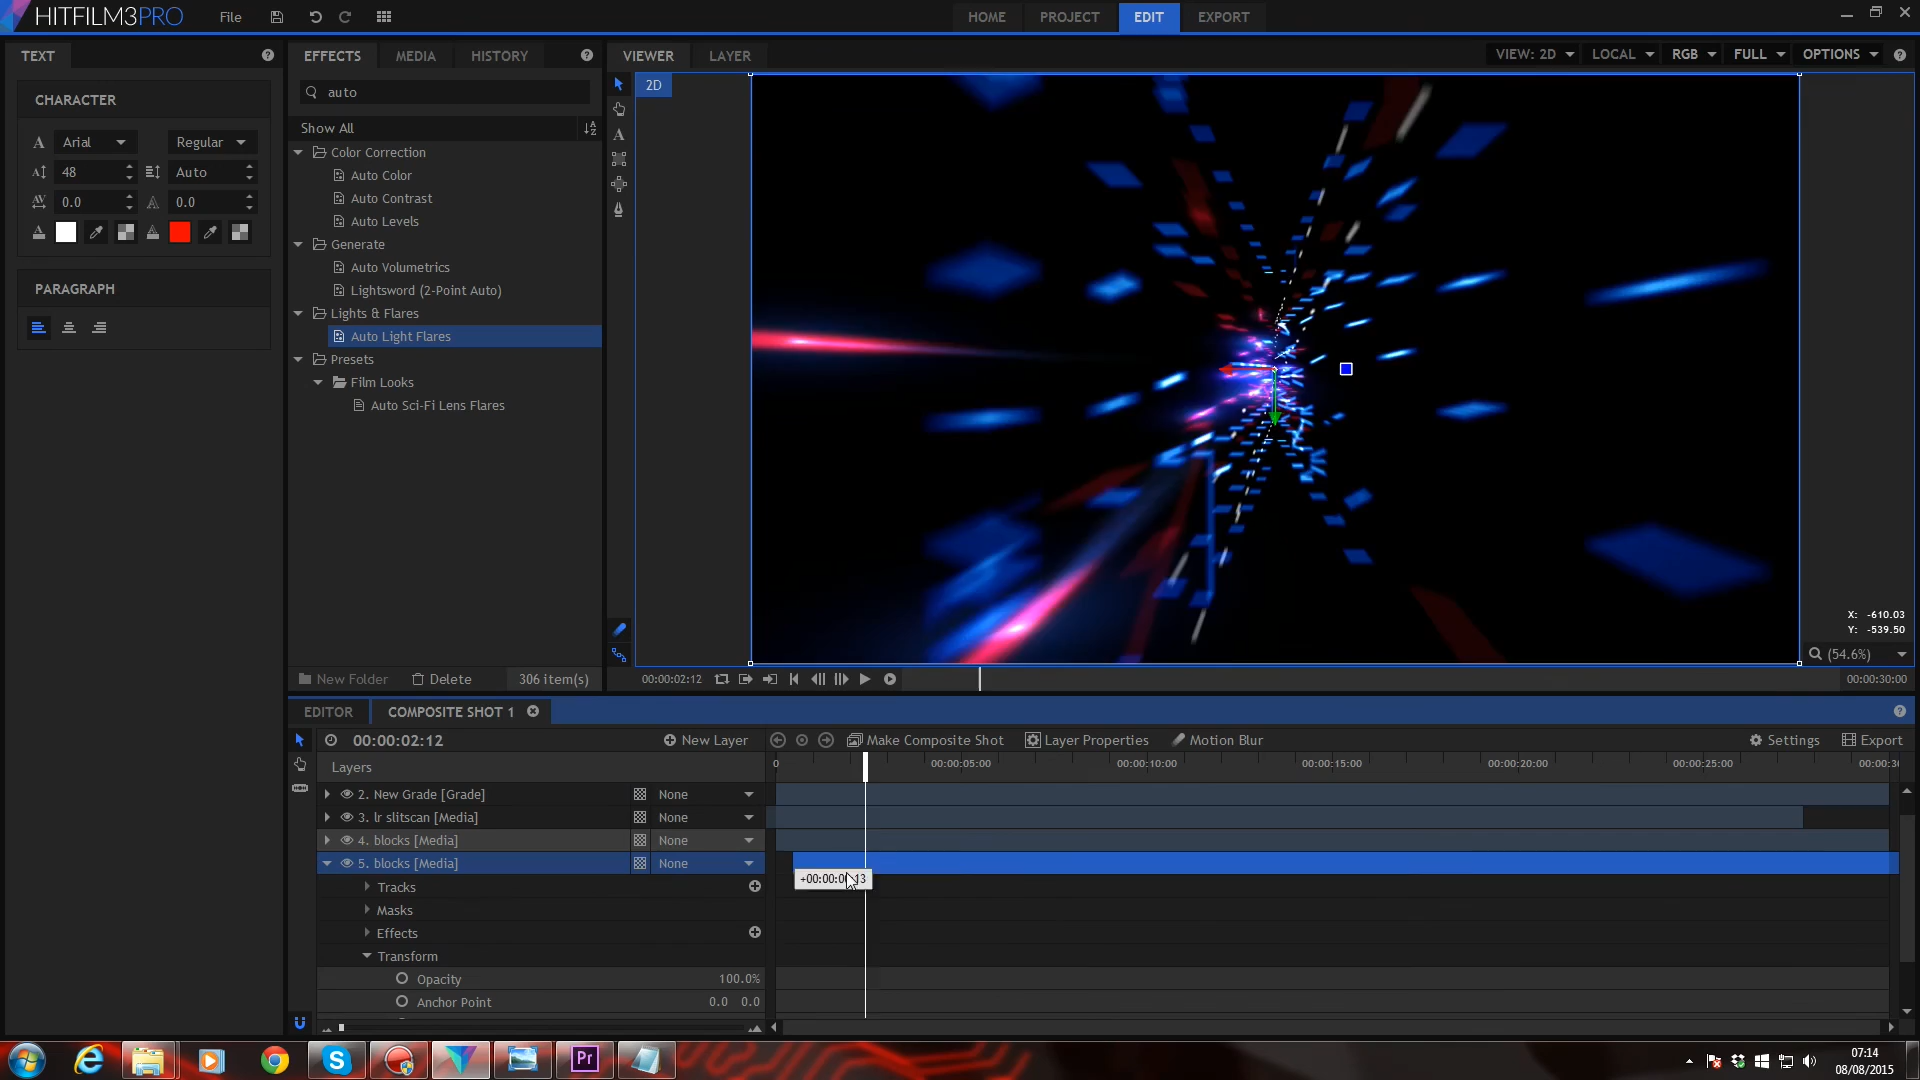 HITFILM3PRO
File
HOME
PROJECT
EDIT
EXPORT
TEXT
EFFECTS
MEDIA
HISTORY
VIEWER
LAYER
VIEW: 2D
LOCAL
RGB
FULL
OPTIONS
CHARACTER
Arial
Regular
48
Auto
0.0
0.0
PARAGRAPH
auto
Show All
Color Correction
Auto Color
Auto Contrast
Auto Levels
Generate
Auto Volumetrics
Lightsword (2-Point Auto)
Lights & Flares
Auto Light Flares
Presets
Film Looks
Auto Sci-Fi Lens Flares
New Folder
Delete
306 item(s)
2D
X: -610.03
Y: -539.50
(54.6%)
00:00:02:12
00:00:30:00
EDITOR
COMPOSITE SHOT 1
00:00:02:12
New Layer
Make Composite Shot
Layer Properties
Motion Blur
Settings
Export
Layers
0
00:00:05:00
00:00:10:00
00:00:15:00
00:00:20:00
00:00:25:00
2. New Grade [Grade]
None
3. lr slitscan [Media]
None
4. blocks [Media]
None
5. blocks [Media]
None
Tracks
Masks
Effects
Transform
Opacity
100.0%
Anchor Point
0.0 0.0
Pr
07:14
08/08/2015